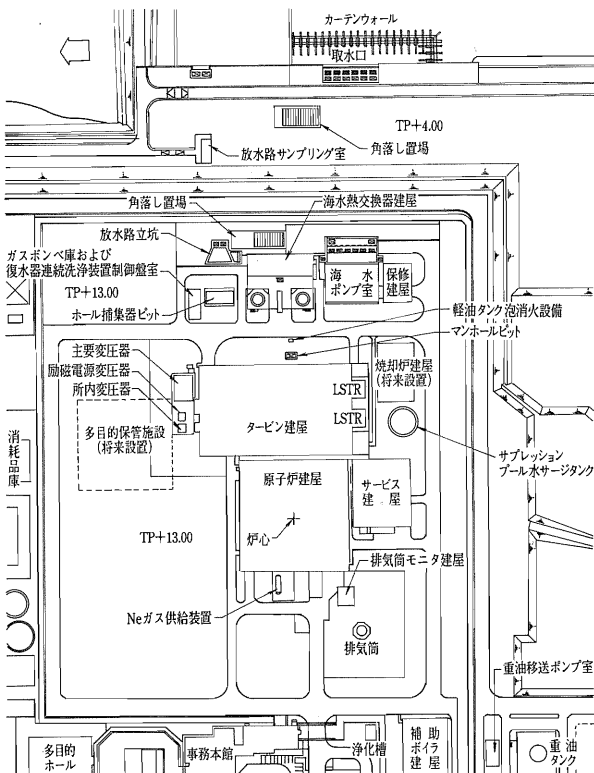 カーテンウォール
取水口
TP+4.00
放水路サンプリング室
角落し置場
角落し置場
海水熱交換器建屋
放水路立坑
ガスボンベ庫および
復水器連続洗浄装置制御盤室
TP+13.00
ホール捕集器ピット
海水
ポンプ室
保修
建屋
軽油タンク泡消火設備
マンホールピット
主要変圧器
励磁電源変圧器
所内変圧器
焼却炉建屋
(将来設置)
LSTR
LSTR
タービン建屋
多目的保管施設
(将来設置)
消耗品庫
サプレッション
プール水サージタンク
原子炉建屋
サービス
建屋
炉心
TP+13.00
排気筒モニタ建屋
Neガス供給装置
排気筒
重油移送ポンプ室
多目的
ホール
事務本館
浄化槽
補助
ボイラ
建屋
重油
タンク